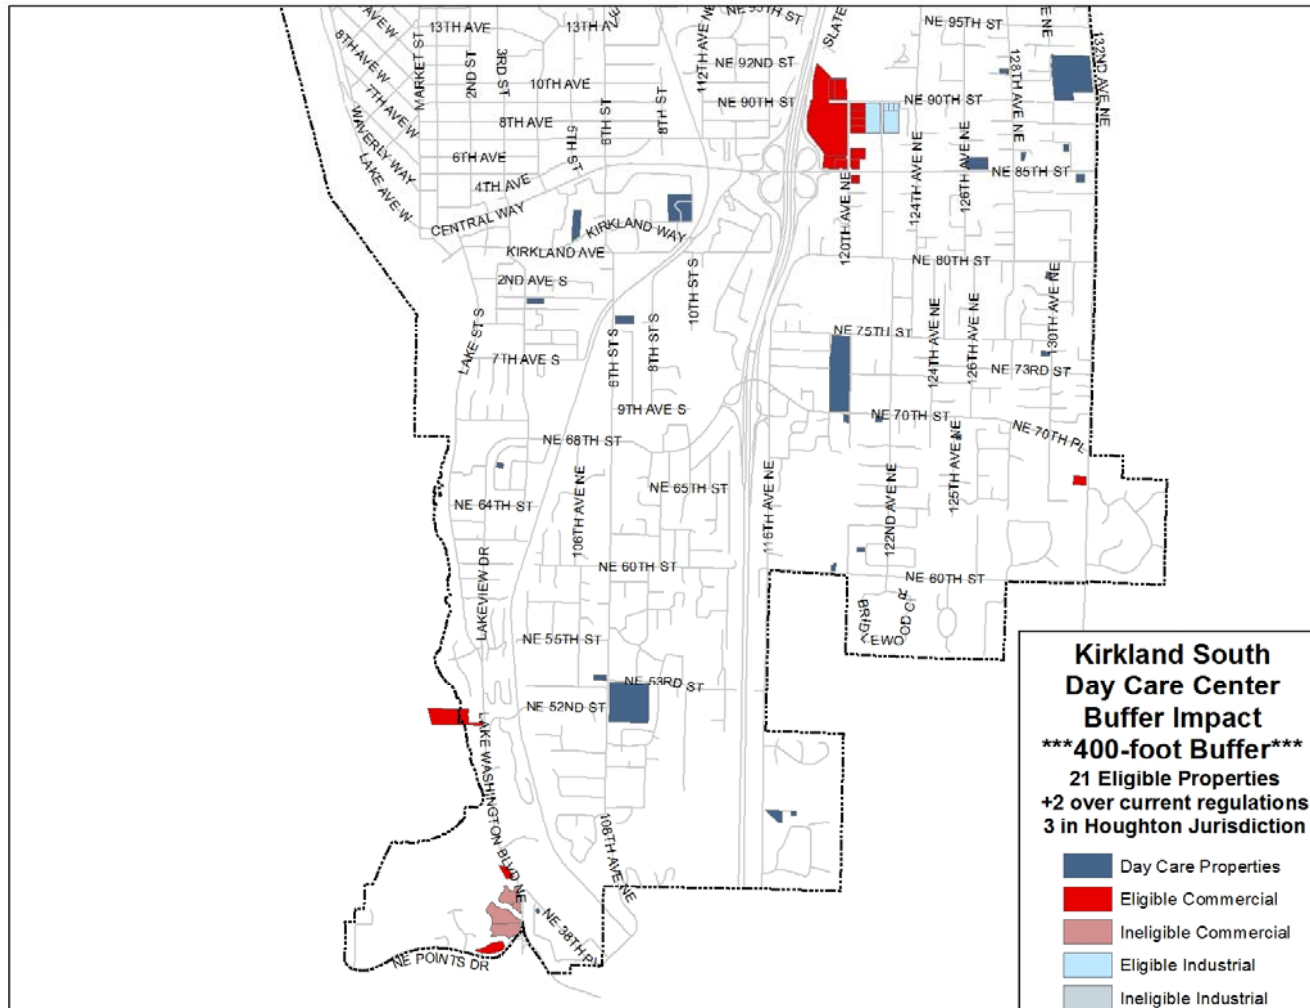 NE 95TH ST
SLATE
NE 95TH ST
132ND AVE NE
AVE W
13TH AVE
13TH A
112TH AVE NE
128TH AVE NE
8TH AVE W
MARKET ST
2ND ST
3RD ST
NE 92ND ST
10TH AVE
7TH AVE W
6TH ST
8TH ST
NE 90TH ST
NE 90TH ST
WAVERLY WAY
8TH AVE
5TH ST
LAKE AVE W
6TH AVE
4TH AVE
124TH AVE NE
126TH AVE NE
NE 85TH ST
120TH AVE NE
CENTRAL WAY
KIRKLAND WAY
KIRKLAND AVE
NE 80TH ST
2ND AVE S
10TH ST S
LAKE ST S
NE 75TH ST
124TH AVE NE
126TH AVE NE
130TH AVE NE
7TH AVE S
6TH ST S
8TH ST S
NE 73RD ST
9TH AVE S
NE 70TH ST
NE 70TH PL
NE 68TH ST
125TH AVE NE
NE 65TH ST
NE 64TH ST
106TH AVE NE
116TH AVE NE
122ND AVE NE
NE 60TH ST
NE 60TH ST
LAKEVIEW DR
BRIDLEWOOD CIR
NE 55TH ST
NE 53RD ST
NE 52ND ST
LAKE WASHINGTON BLVD NE
108TH AVE NE
NE 38TH PL
NE POINTS DR
Kirkland South
Day Care Center
Buffer Impact
***400-foot Buffer***
21 Eligible Properties
+2 over current regulations
3 in Houghton Jurisdiction
Day Care Properties
Eligible Commercial
Ineligible Commercial
Eligible Industrial
Ineligible Industrial